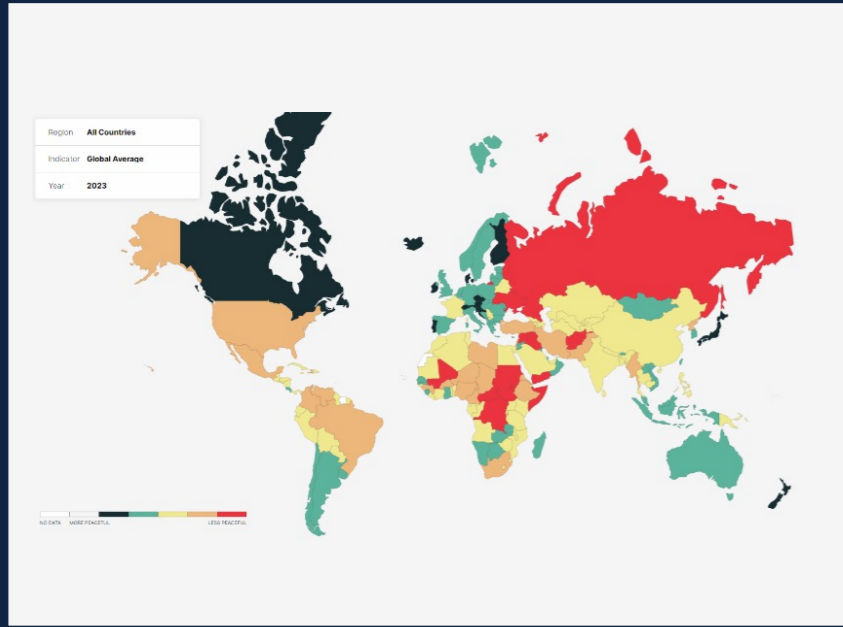 Region All Countries
Indicator Global Average
Year 2023
NO DATA MORE PEACEFUL LESS PEACEFUL